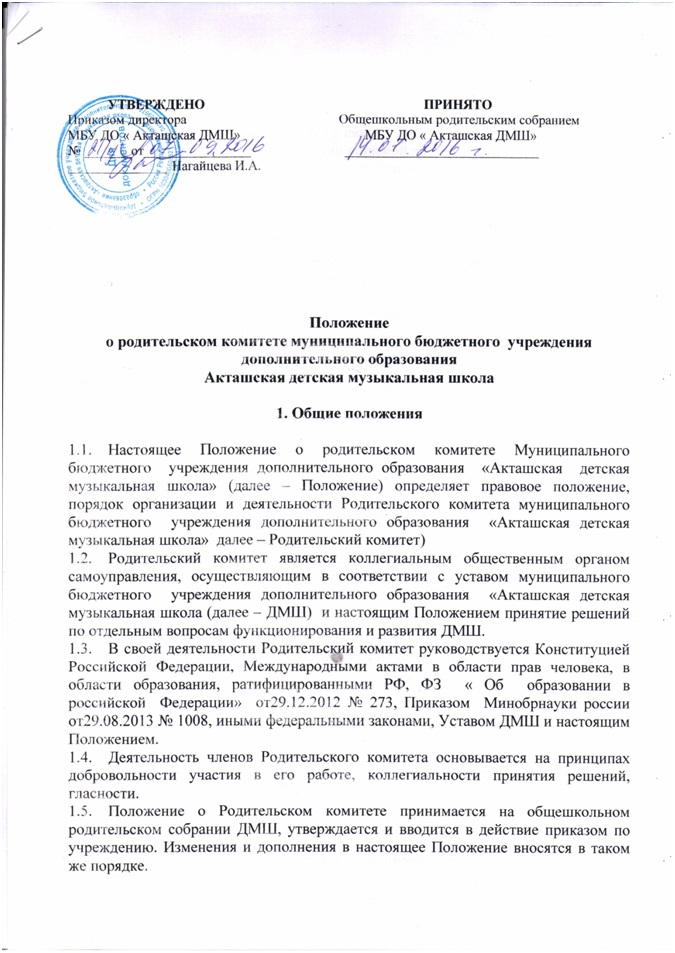 УТВЕРЖДЕНО
Приказом директора
МБУ ДО « Акташская ДМШ»
№ от 09.2016
Нагайцева И.А.
ПРИНЯТО
Общешкольным родительским собранием
МБУ ДО « Акташская ДМШ»
14.01. 2016 г.
Положение
о родительском комитете муниципального бюджетного учреждения
дополнительного образования
Акташская детская музыкальная школа
1. Общие положения
1.1. Настоящее Положение о родительском комитете Муниципального
бюджетного учреждения дополнительного образования «Акташская детская
музыкальная школа» (далее – Положение) определяет правовое положение,
порядок организации и деятельности Родительского комитета муниципального
бюджетного учреждения дополнительного образования «Акташская детская
музыкальная школа» далее – Родительский комитет)
1.2. Родительский комитет является коллегиальным общественным органом
самоуправления, осуществляющим в соответствии с уставом муниципального
бюджетного учреждения дополнительного образования «Акташская детская
музыкальная школа (далее – ДМШ) и настоящим Положением принятие решений
по отдельным вопросам функционирования и развития ДМШ.
1.3. В своей деятельности Родительский комитет руководствуется Конституцией
Российской Федерации, Международными актами в области прав человека, в
области образования, ратифицированными РФ, ФЗ « Об образовании в
российской Федерации» от29.12.2012 № 273, Приказом Минобрнауки россии
от29.08.2013 № 1008, иными федеральными законами, Уставом ДМШ и настоящим
Положением.
1.4. Деятельность членов Родительского комитета основывается на принципах
добровольности участия в его работе, коллегиальности принятия решений,
гласности.
1.5. Положение о Родительском комитете принимается на общешкольном
родительском собрании ДМШ, утверждается и вводится в действие приказом по
учреждению. Изменения и дополнения в настоящее Положение вносятся в таком
же порядке.